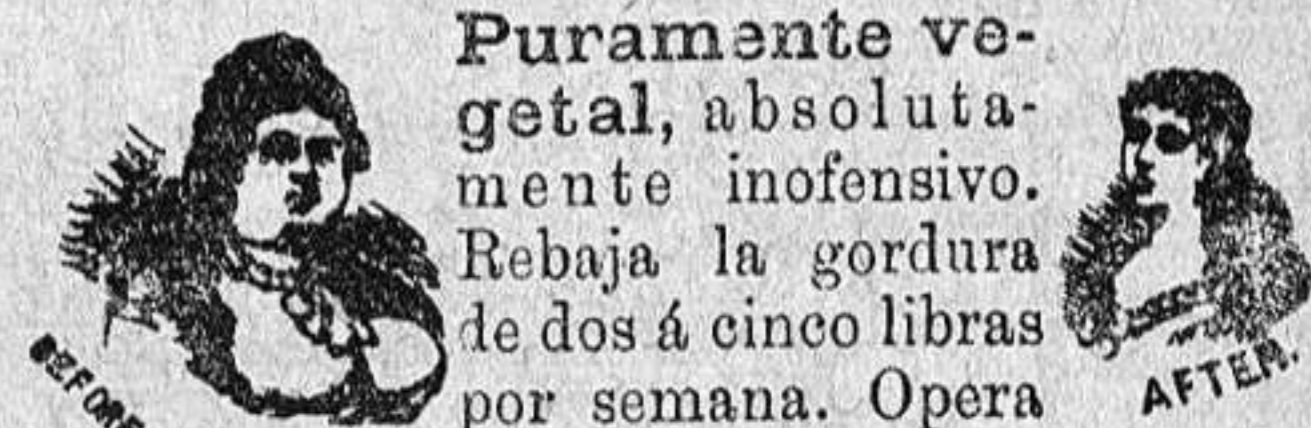 Puramente ve-
getal, absoluta-
mente inofensivo.
Rebaja la gordura
de dos á cinco libras
por semana. Opera
BEFORE
AFTER.